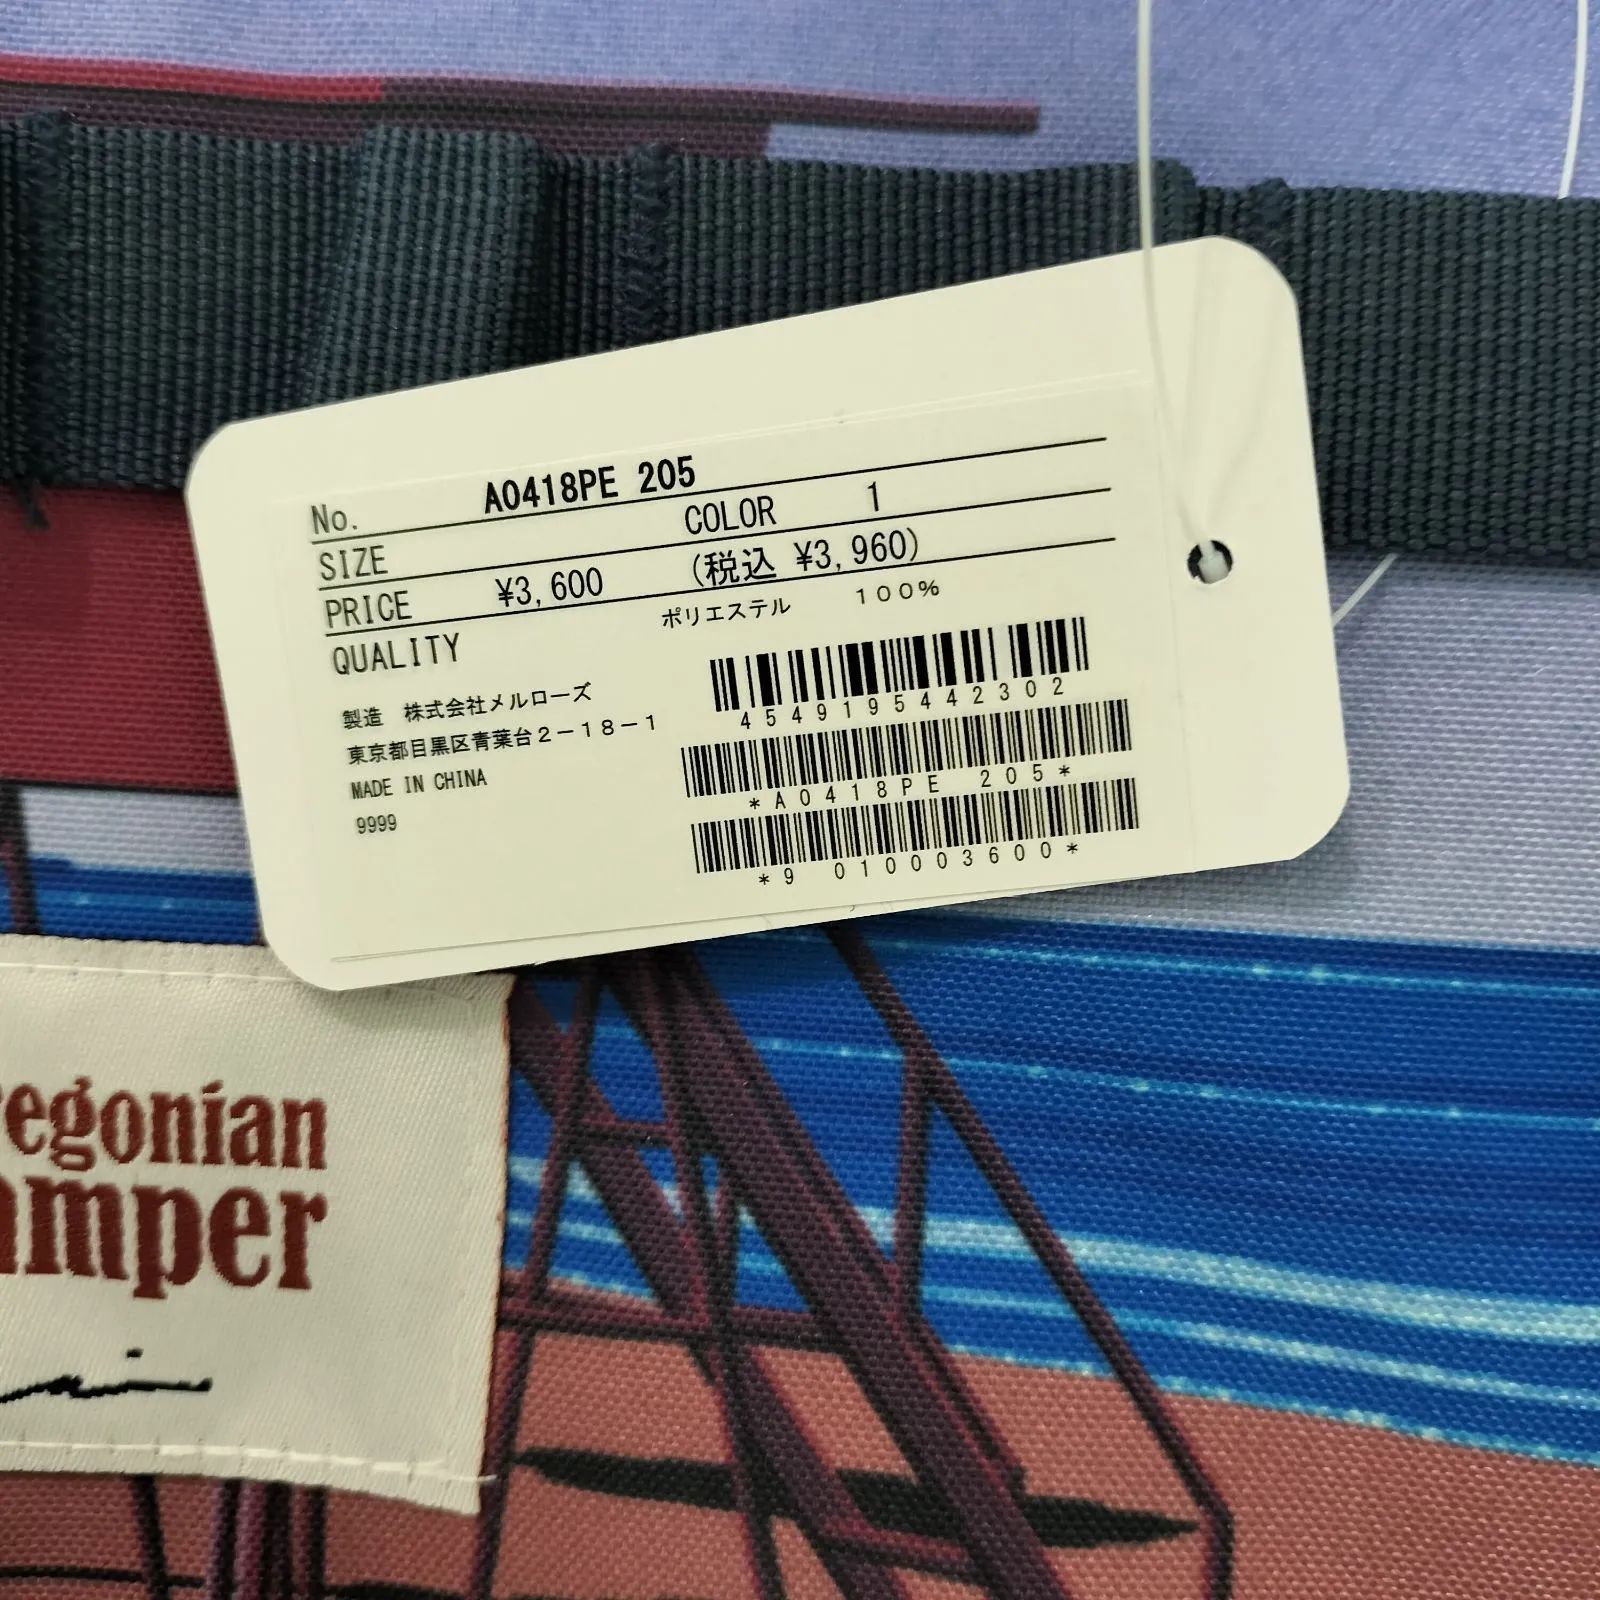 No. A0418PE 205
SIZE COLOR 1
PRICE ¥3,600 (税込 ¥3,960)
QUALITY ポリエステル 100%
製造 株式会社メルローズ
東京都目黒区青葉台2-18-1
MADE IN CHINA
9999
4549195442302
*A0418PE 205*
*9 010003600*
regonian
amper